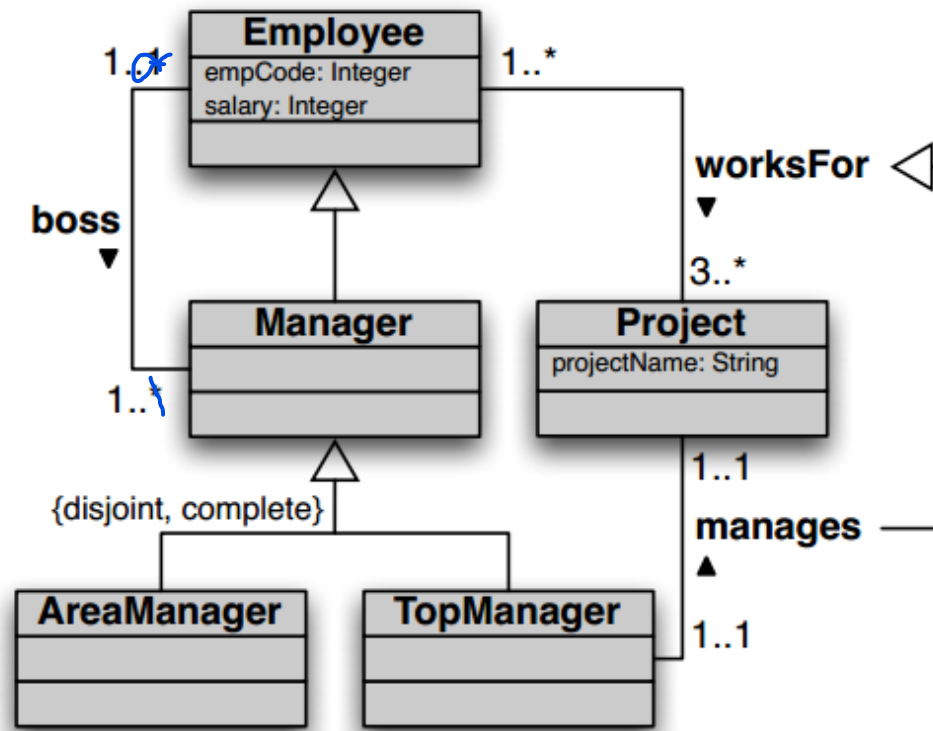 Employee
1..1*
empCode: Integer
1..*
salary: Integer
worksFor
boss
3..*
Manager
Project
projectName: String
1..*
1..1
{disjoint, complete}
manages
AreaManager
TopManager
1..1